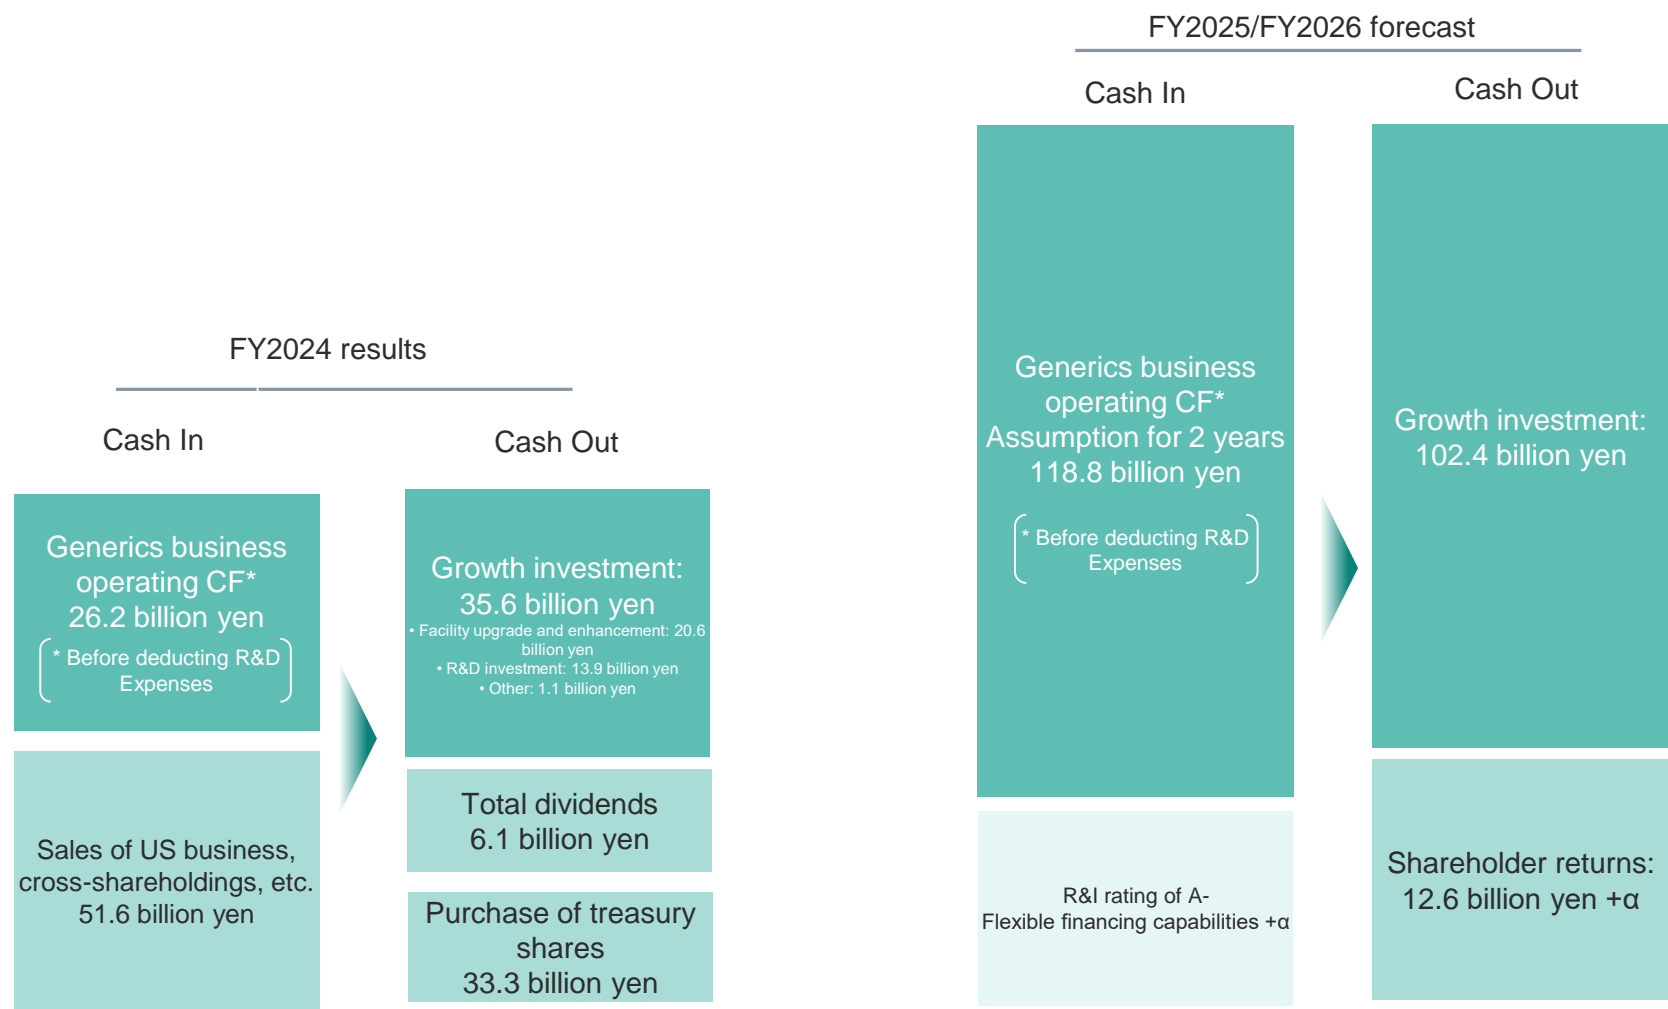 FY2024 results
Cash In
Generics business
operating CF*
26.2 billion yen
* Before deducting R&D
Expenses
Sales of US business,
cross-shareholdings, etc.
51.6 billion yen
Cash Out
Growth investment:
35.6 billion yen
• Facility upgrade and enhancement: 20.6
billion yen
• R&D investment: 13.9 billion yen
• Other: 1.1 billion yen
Total dividends
6.1 billion yen
Purchase of treasury
shares
33.3 billion yen
FY2025/FY2026 forecast
Cash In
Generics business
operating CF*
Assumption for 2 years
118.8 billion yen
* Before deducting R&D
Expenses
R&I rating of A-
Flexible financing capabilities +α
Cash Out
Growth investment:
102.4 billion yen
Shareholder returns:
12.6 billion yen +α